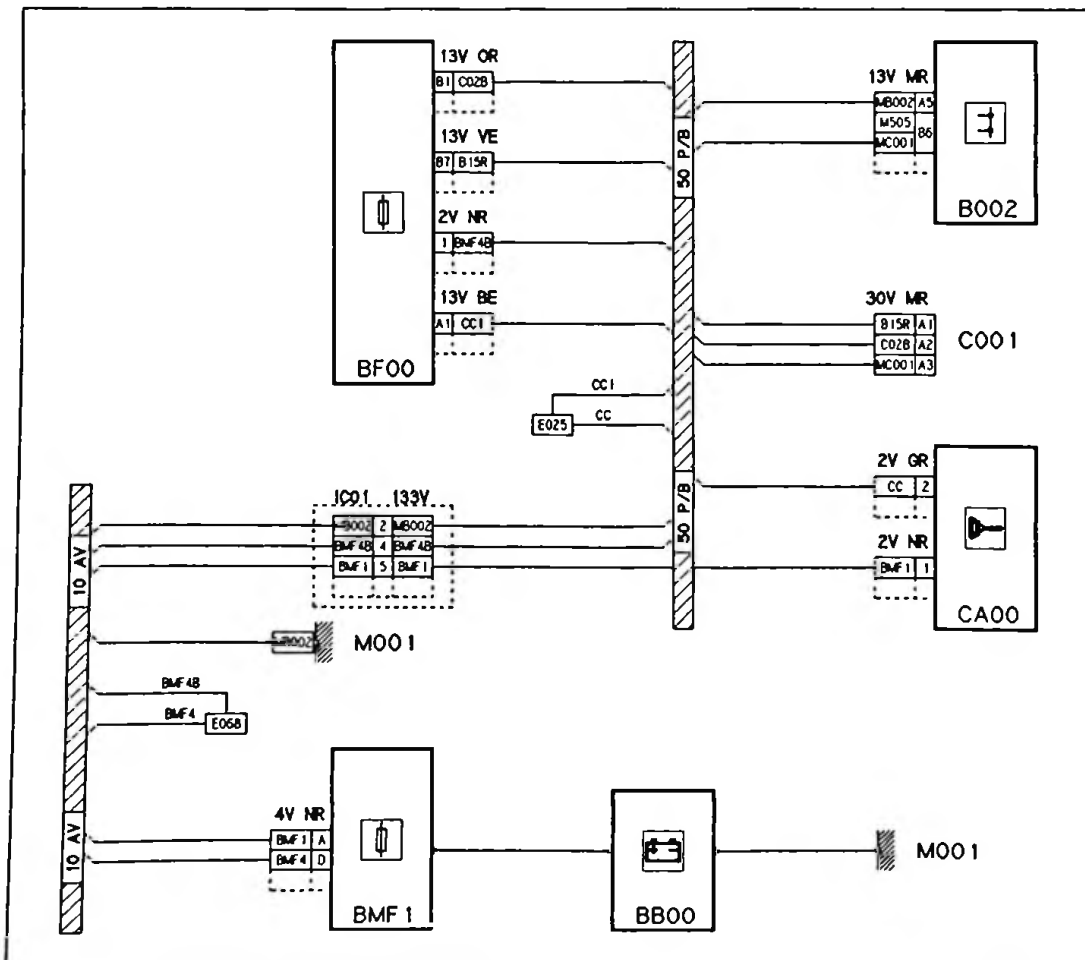 13V OR
B1 C02B
13V VE
B7 B15R
2V NR
1 BMF4B
13V BE
A1 CC1
BF00
50 P/B
13V MR
MB002 A5
M505
B6
MC001
B002
30V MR
B15R A1
C02B A2
MC001 A3
C001
CC1
E025
CC
50 P/B
2V GR
CC 2
2V NR
BMF1 1
CA00
10 AV
IC01 133V
MB002 2 MB002
BMF4B 4 BMF4B
BMF1 5 BMF1
M001
BMF4B
BMF4
E068
10 AV
4V NR
BMF1 A
BMF4 D
BMF1
BB00
M001